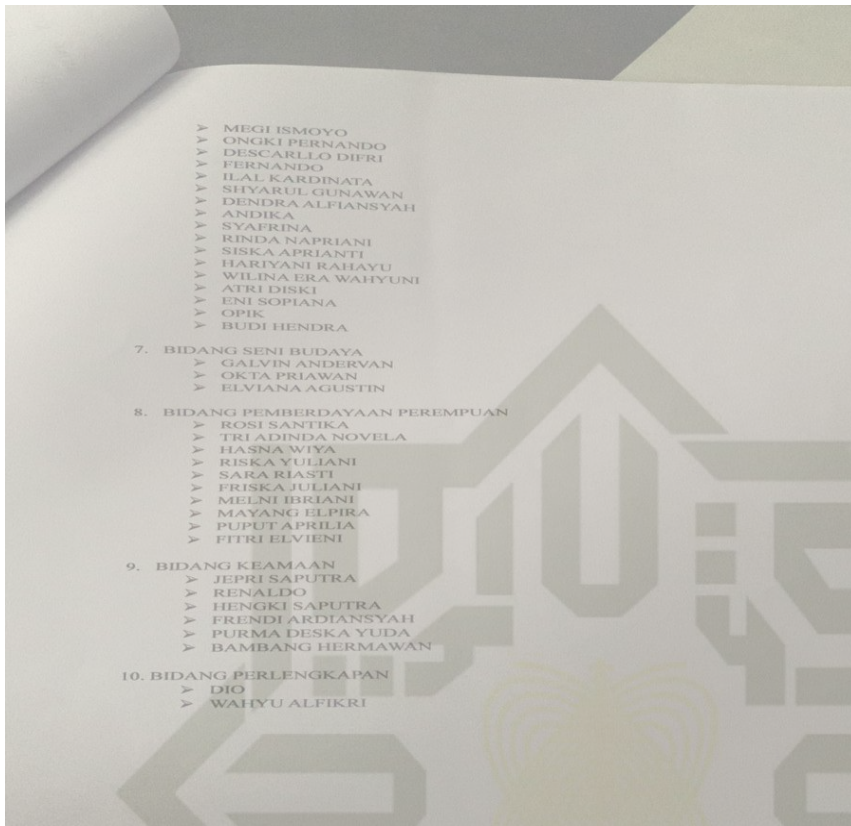 ➢ MEGI ISMOYO
➢ ONGKI PERNANDO
➢ DESCARLLO DIFRI
➢ FERNANDO
➢ ILAL KARDINATA
➢ SHYARUL GUNAWAN
➢ DENDRA ALFIANSYAH
➢ ANDIKA
➢ SYAFRINA
➢ RINDA NAPRIANI
➢ SISKA APRIANTI
➢ HARIYANI RAHAYU
➢ WILINA ERA WAHYUNI
➢ ATRI DISKI
➢ ENI SOPIANA
➢ OPIK
➢ BUDI HENDRA
7. BIDANG SENI BUDAYA
➢ GALVIN ANDERVAN
➢ OKTA PRIAWAN
➢ ELVIANA AGUSTIN
8. BIDANG PEMBERDAYAAN PEREMPUAN
➢ ROSI SANTIKA
➢ TRI ADINDA NOVELA
➢ HASNA WIYA
➢ RISKA YULIANI
➢ SARA RIASTI
➢ FRISKA JULIANI
➢ MELNI IBRIANI
➢ MAYANG ELPIRA
➢ PUPUT APRILIA
➢ FITRI ELVIENI
9. BIDANG KEAMAAN
➢ JEPRI SAPUTRA
➢ RENALDO
➢ HENGKI SAPUTRA
➢ FRENDI ARDIANSYAH
➢ PURMA DESKA YUDA
➢ BAMBANG HERMAWAN
10. BIDANG PERLENGKAPAN
➢ DIO
➢ WAHYU ALFIKRI